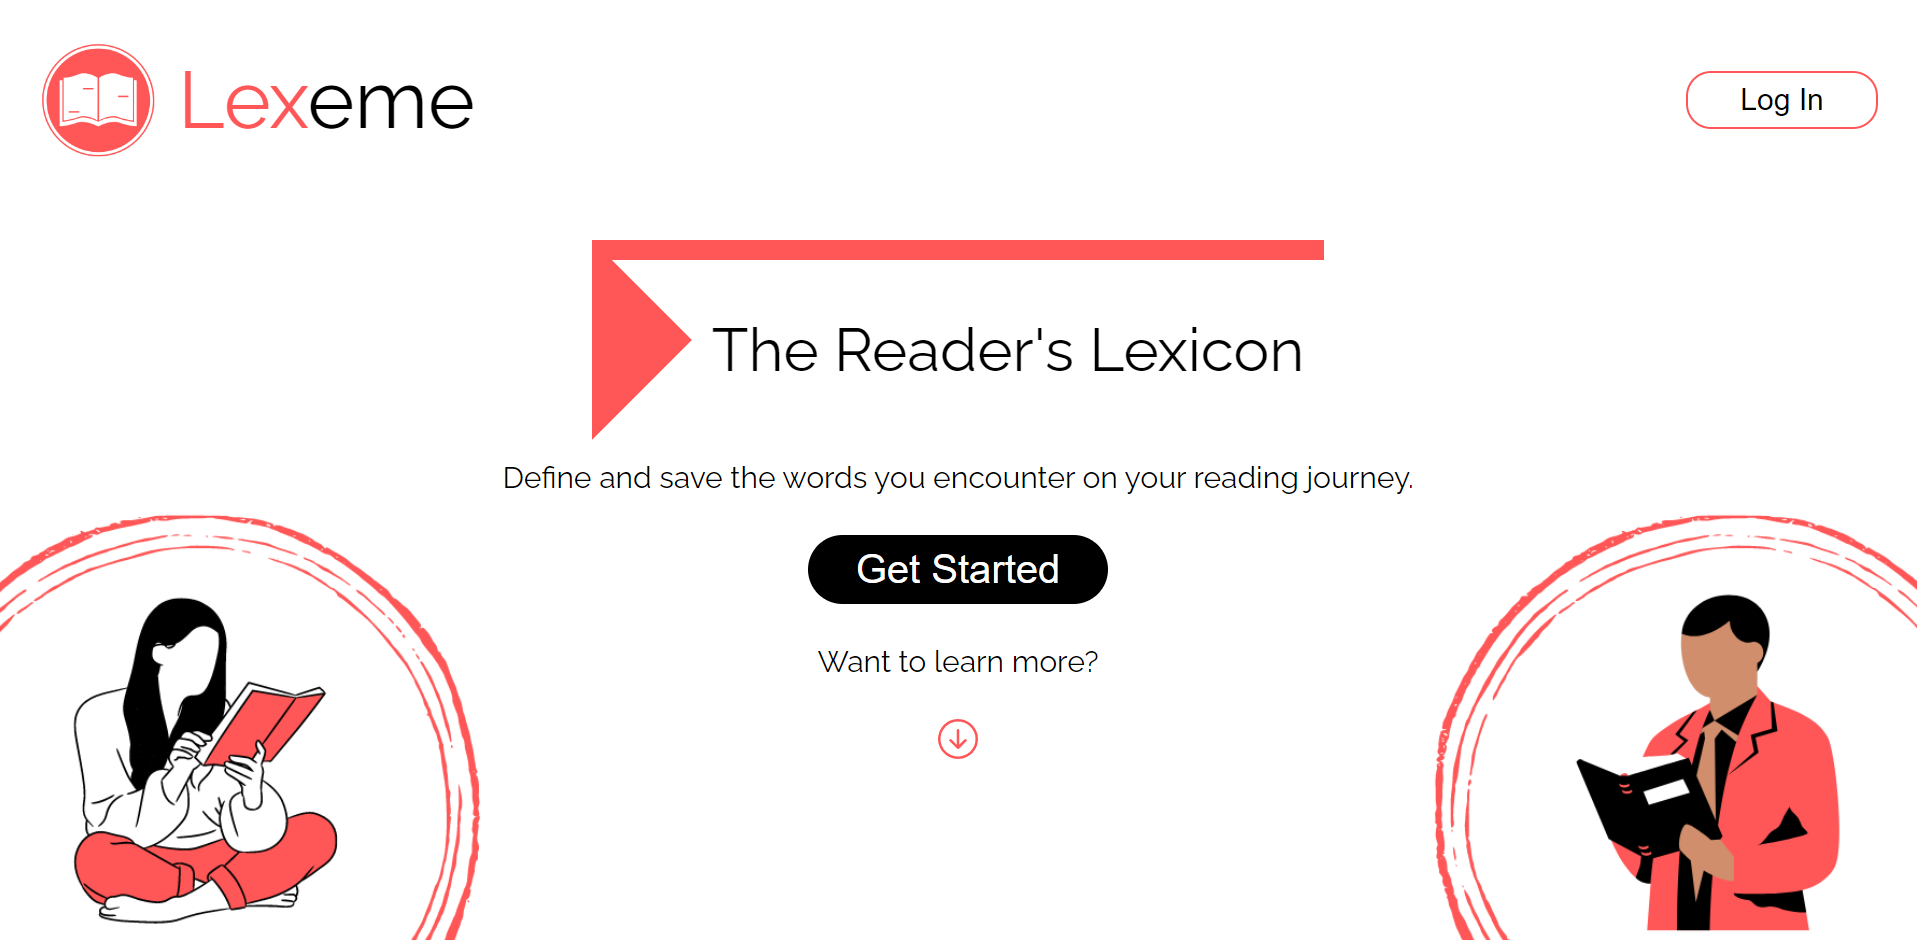 Lexeme
Log In
The Reader's Lexicon
Define and save the words you encounter on your reading journey.
Get Started
Want to learn more?